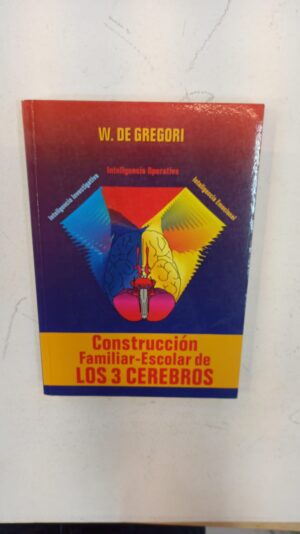 W. DE GREGORI
Inteligencia Operativa
Inteligencia Investigativa
Inteligencia Emocional
Construcción
Familiar-Escolar de
LOS 3 CEREBROS